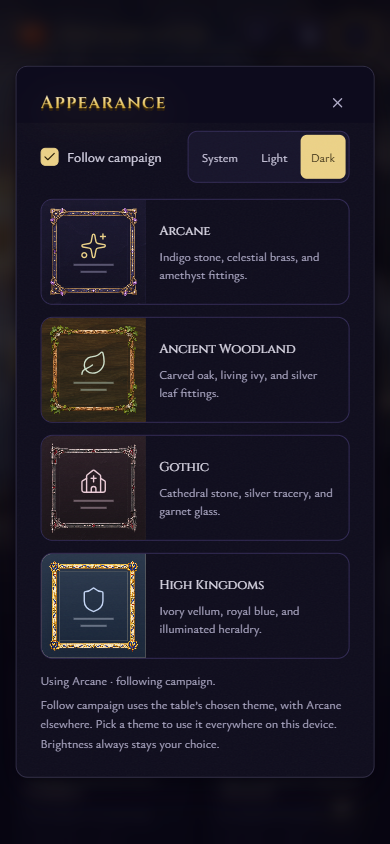 Appearance
Follow campaign
System Light Dark
Arcane
Indigo stone, celestial brass, and
amethyst fittings.
Ancient Woodland
Carved oak, living ivy, and silver
leaf fittings.
Gothic
Cathedral stone, silver tracery, and
garnet glass.
High Kingdoms
Ivory vellum, royal blue, and
illuminated heraldry.
Using Arcane · following campaign.
Follow campaign uses the table's chosen theme, with Arcane
elsewhere. Pick a theme to use it everywhere on this device.
Brightness always stays your choice.